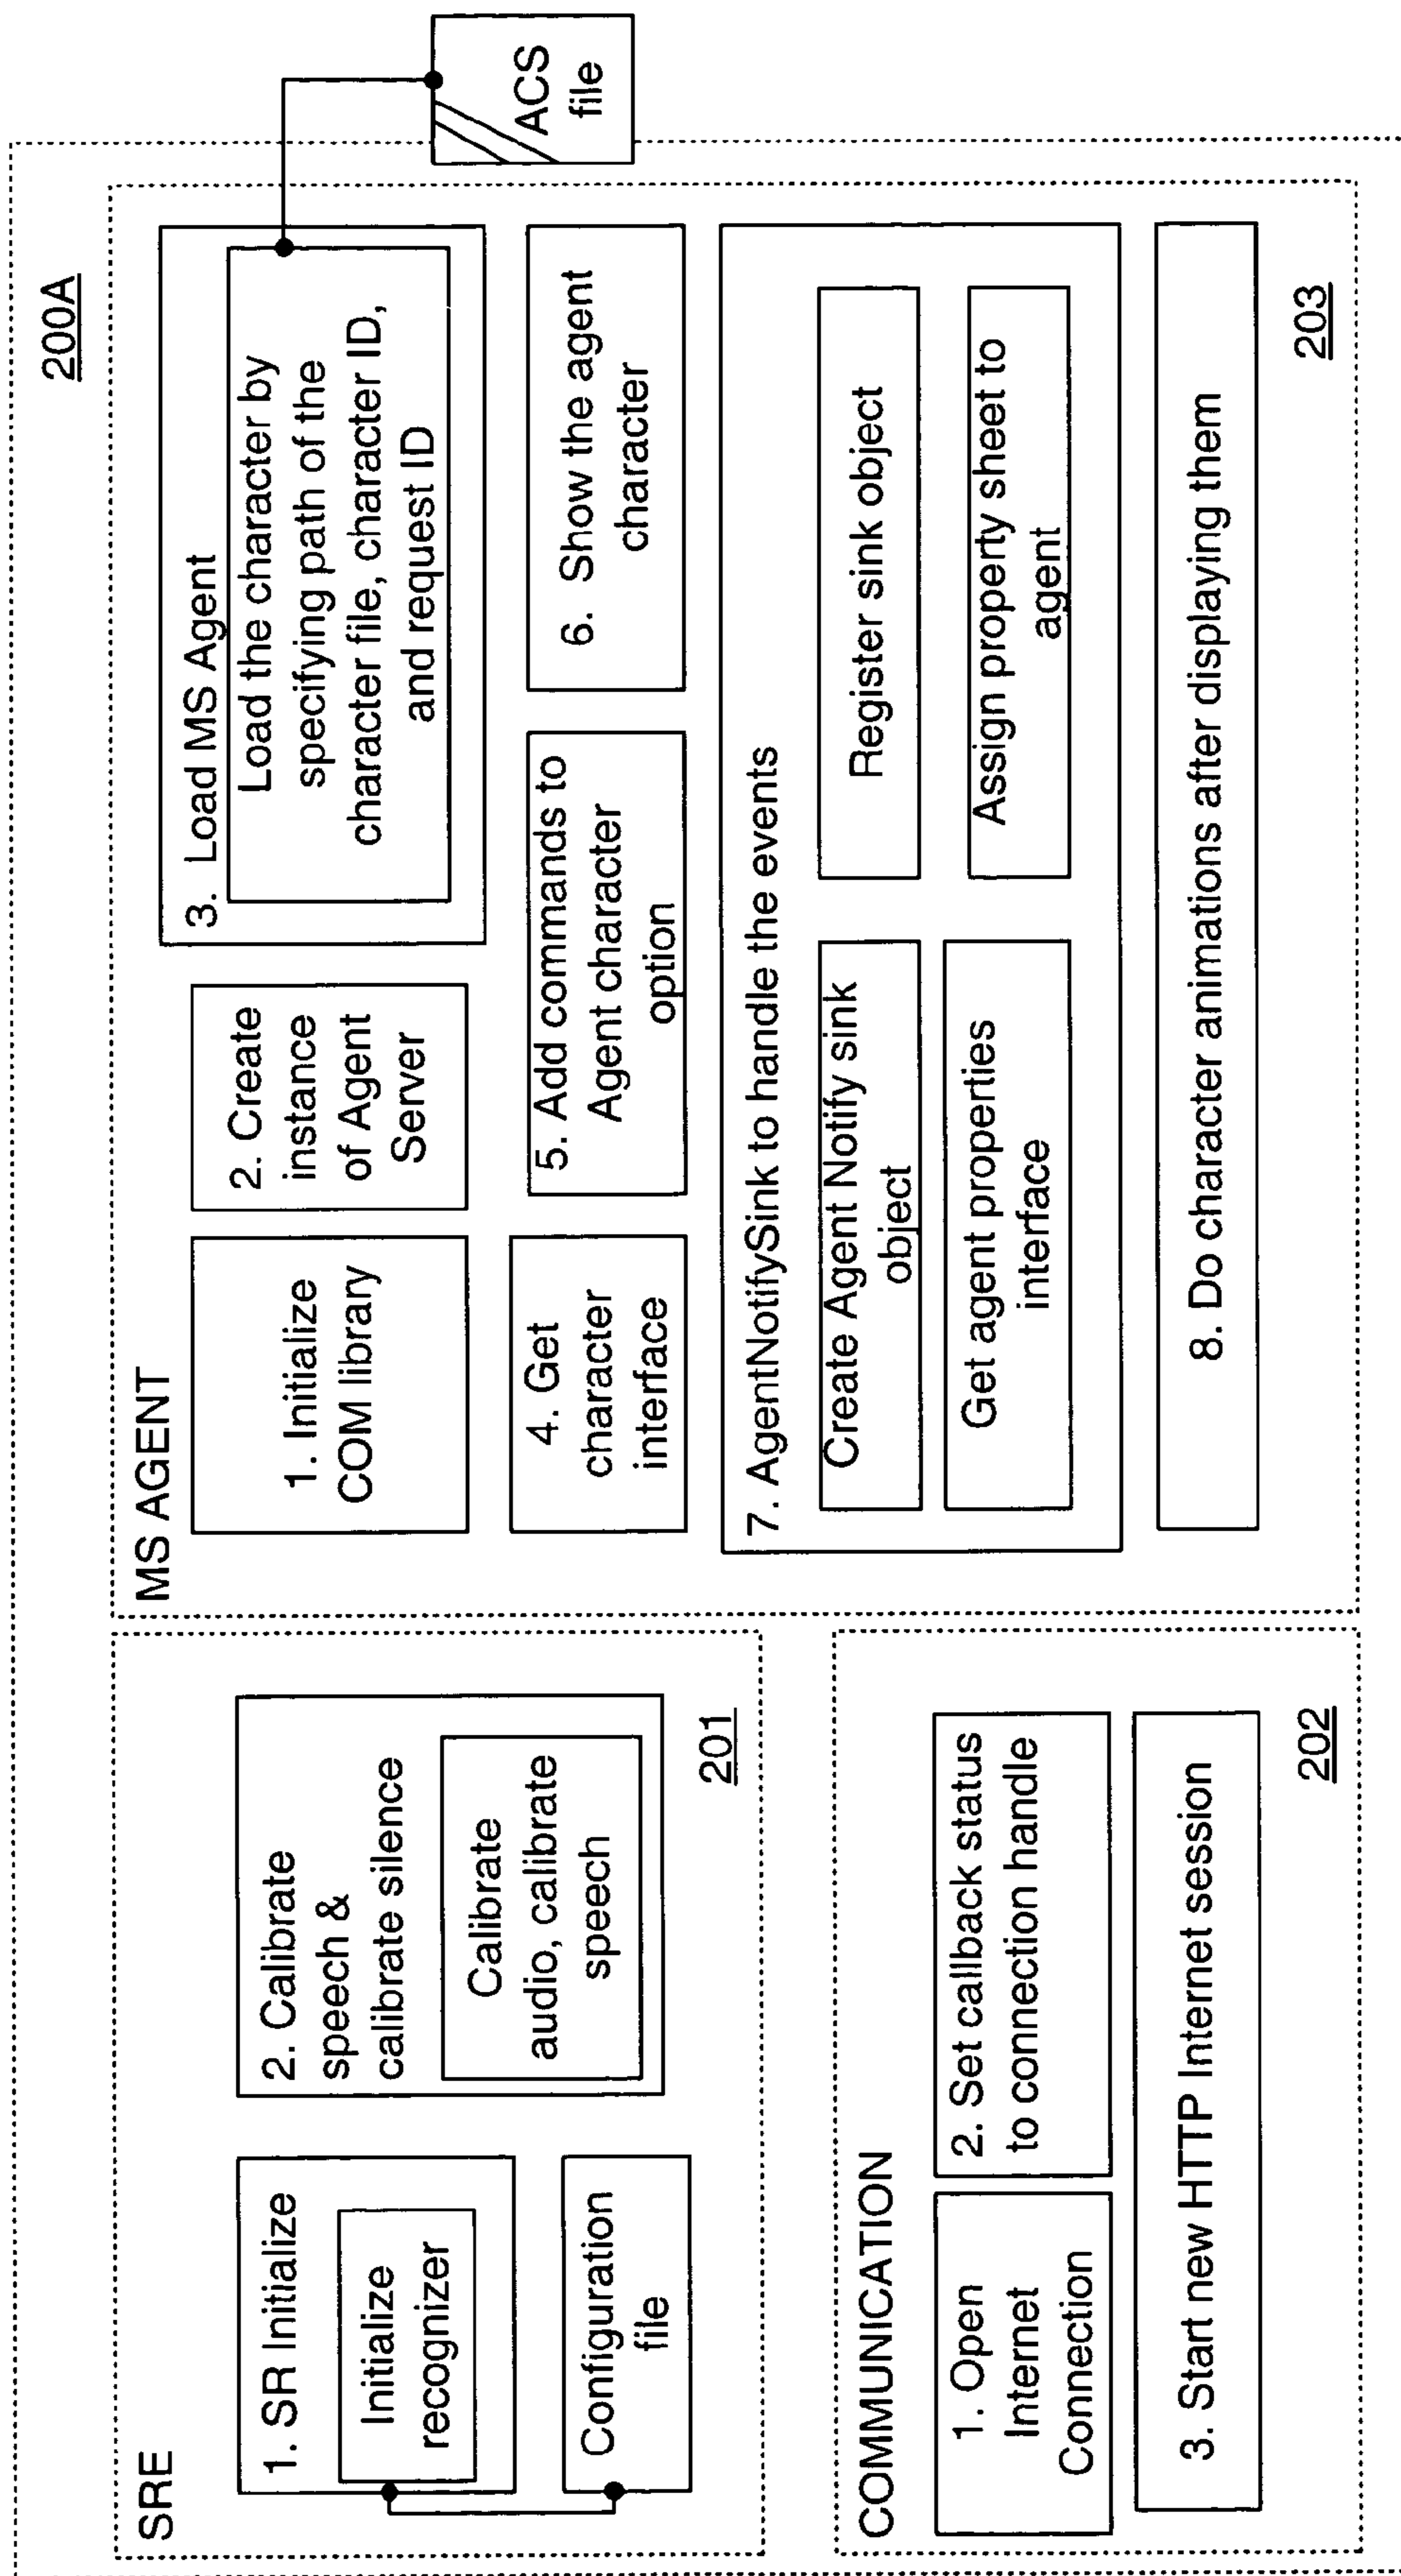 200A
SRE
1. SR Initialize
Initialize
recognizer
Configuration
file
2. Calibrate
speech &
calibrate silence
Calibrate
audio, calibrate
speech
201
COMMUNICATION
1. Open
Internet
Connection
2. Set callback status
to connection handle
3. Start new HTTP Internet session
202
MS AGENT
1. Initialize
COM library
2. Create
instance
of Agent
Server
3. Load MS Agent
Load the character by
specifying path of the
character file, character ID,
and request ID
ACS
file
4. Get
character
interface
5. Add commands to
Agent character
option
6. Show the agent
character
7. AgentNotifySink to handle the events
Create Agent Notify sink
object
Register sink object
Get agent properties
interface
Assign property sheet to
agent
8. Do character animations after displaying them
203